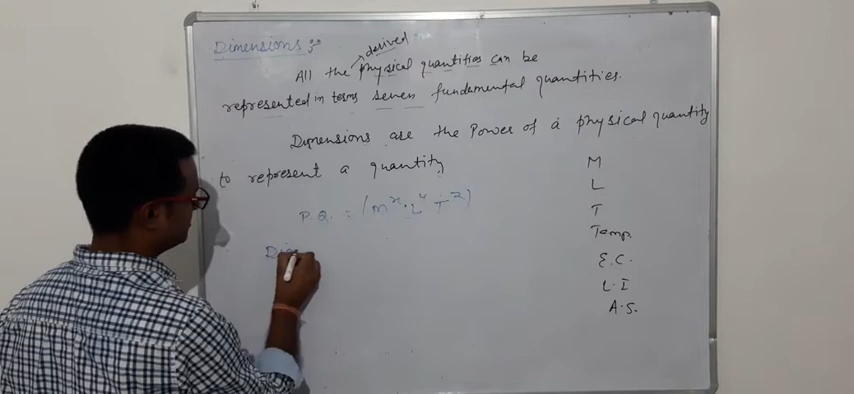 Dimensions :-
derived
All the physical quantities can be
represented in terms seven fundamental quantities.
Dimensions are the Power of a physical quantity
to represent a quantity
P.Q. = (M^x . L^y T^z)
Dim
M
L
T
Temp.
E.C.
L.I
A.S.